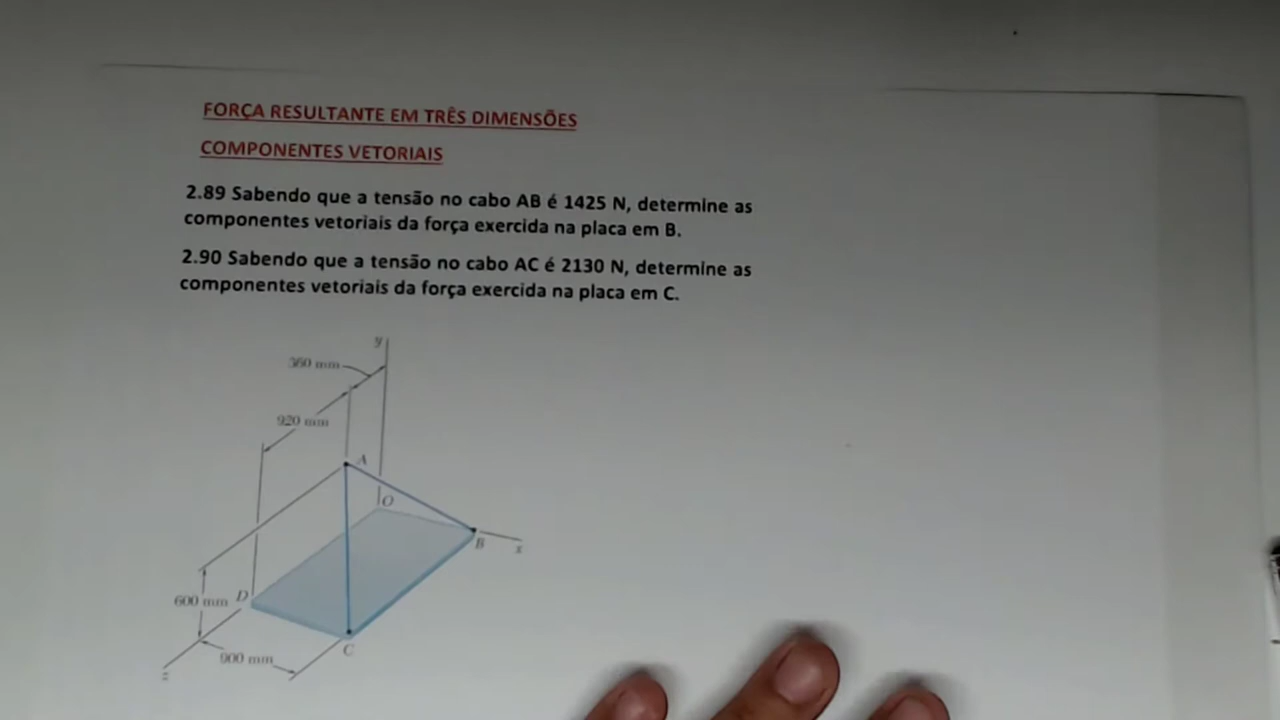 FORÇA RESULTANTE EM TRÊS DIMENSÕES
COMPONENTES VETORIAIS
2.89 Sabendo que a tensão no cabo AB é 1425 N, determine as
componentes vetoriais da força exercida na placa em B.
2.90 Sabendo que a tensão no cabo AC é 2130 N, determine as
componentes vetoriais da força exercida na placa em C.
y
360 mm
920 mm
A
O
B
x
600 mm
D
900 mm
C
z